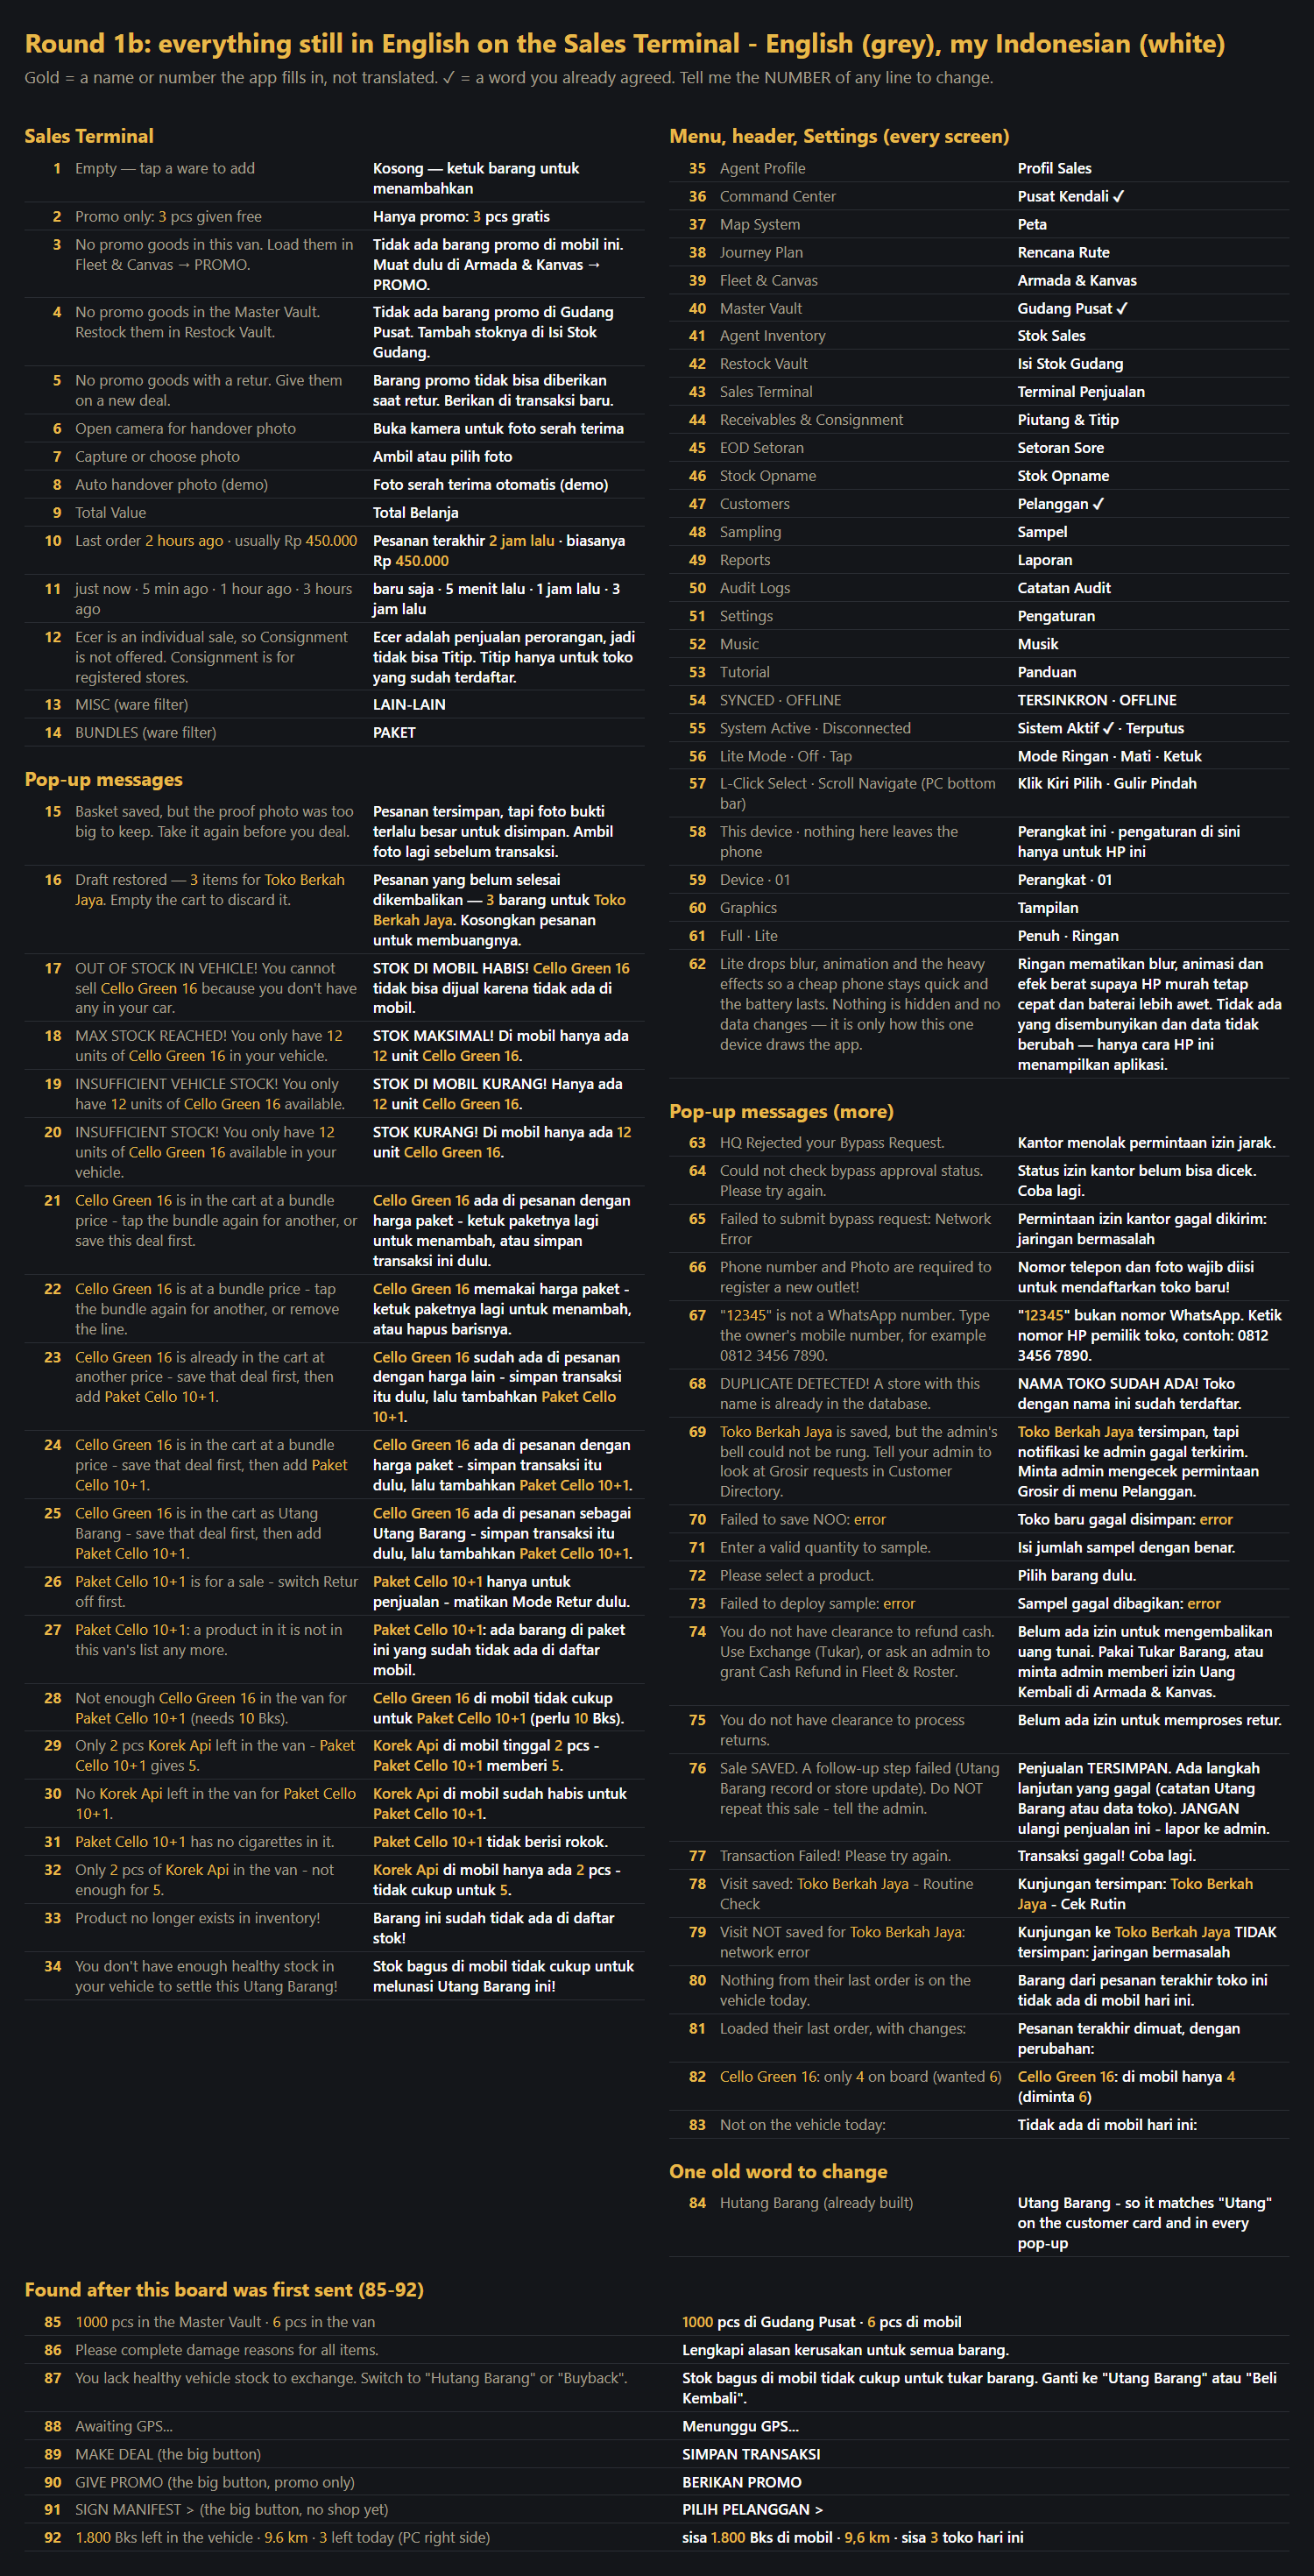 Round 1b: everything still in English on the Sales Terminal - English (grey), my Indonesian (white)
Gold = a name or number the app fills in, not translated. ✓ = a word you already agreed. Tell me the NUMBER of any line to change.
Sales Terminal
1 Empty — tap a ware to add Kosong — ketuk barang untuk menambahkan
2 Promo only: 3 pcs given free Hanya promo: 3 pcs gratis
3 No promo goods in this van. Load them in Fleet & Canvas → PROMO. Tidak ada barang promo di mobil ini. Muat dulu di Armada & Kanvas → PROMO.
4 No promo goods in the Master Vault. Restock them in Restock Vault. Tidak ada barang promo di Gudang Pusat. Tambah stoknya di Isi Stok Gudang.
5 No promo goods with a retur. Give them on a new deal. Barang promo tidak bisa diberikan saat retur. Berikan di transaksi baru.
6 Open camera for handover photo Buka kamera untuk foto serah terima
7 Capture or choose photo Ambil atau pilih foto
8 Auto handover photo (demo) Foto serah terima otomatis (demo)
9 Total Value Total Belanja
10 Last order 2 hours ago · usually Rp 450.000 Pesanan terakhir 2 jam lalu · biasanya Rp 450.000
11 just now · 5 min ago · 1 hour ago · 3 hours ago baru saja · 5 menit lalu · 1 jam lalu · 3 jam lalu
12 Ecer is an individual sale, so Consignment is not offered. Consignment is for registered stores. Ecer adalah penjualan perorangan, jadi tidak bisa Titip. Titip hanya untuk toko yang sudah terdaftar.
13 MISC (ware filter) LAIN-LAIN
14 BUNDLES (ware filter) PAKET
Pop-up messages
15 Basket saved, but the proof photo was too big to keep. Take it again before you deal. Pesanan tersimpan, tapi foto bukti terlalu besar untuk disimpan. Ambil foto lagi sebelum transaksi.
16 Draft restored — 3 items for Toko Berkah Jaya. Empty the cart to discard it. Pesanan yang belum selesai dikembalikan — 3 barang untuk Toko Berkah Jaya. Kosongkan pesanan untuk membuangnya.
17 OUT OF STOCK IN VEHICLE! You cannot sell Cello Green 16 because you don't have any in your car. STOK DI MOBIL HABIS! Cello Green 16 tidak bisa dijual karena tidak ada di mobil.
18 MAX STOCK REACHED! You only have 12 units of Cello Green 16 in your vehicle. STOK MAKSIMAL! Di mobil hanya ada 12 unit Cello Green 16.
19 INSUFFICIENT VEHICLE STOCK! You only have 12 units of Cello Green 16 available. STOK DI MOBIL KURANG! Hanya ada 12 unit Cello Green 16.
20 INSUFFICIENT STOCK! You only have 12 units of Cello Green 16 available in your vehicle. STOK KURANG! Di mobil hanya ada 12 unit Cello Green 16.
21 Cello Green 16 is in the cart at a bundle price - tap the bundle again for another, or save this deal first. Cello Green 16 ada di pesanan dengan harga paket - ketuk paketnya lagi untuk menambah, atau simpan transaksi ini dulu.
22 Cello Green 16 is at a bundle price - tap the bundle again for another, or remove the line. Cello Green 16 memakai harga paket - ketuk paketnya lagi untuk menambah, atau hapus barisnya.
23 Cello Green 16 is already in the cart at another price - save that deal first, then add Paket Cello 10+1. Cello Green 16 sudah ada di pesanan dengan harga lain - simpan transaksi itu dulu, lalu tambahkan Paket Cello 10+1.
24 Cello Green 16 is in the cart at a bundle price - save that deal first, then add Paket Cello 10+1. Cello Green 16 ada di pesanan dengan harga paket - simpan transaksi itu dulu, lalu tambahkan Paket Cello 10+1.
25 Cello Green 16 is in the cart as Utang Barang - save that deal first, then add Paket Cello 10+1. Cello Green 16 ada di pesanan sebagai Utang Barang - simpan transaksi itu dulu, lalu tambahkan Paket Cello 10+1.
26 Paket Cello 10+1 is for a sale - switch Retur off first. Paket Cello 10+1 hanya untuk penjualan - matikan Mode Retur dulu.
27 Paket Cello 10+1: a product in it is not in this van's list any more. Paket Cello 10+1: ada barang di paket ini yang sudah tidak ada di daftar mobil.
28 Not enough Cello Green 16 in the van for Paket Cello 10+1 (needs 10 Bks). Cello Green 16 di mobil tidak cukup untuk Paket Cello 10+1 (perlu 10 Bks).
29 Only 2 pcs Korek Api left in the van - Paket Cello 10+1 gives 5. Korek Api di mobil tinggal 2 pcs - Paket Cello 10+1 memberi 5.
30 No Korek Api left in the van for Paket Cello 10+1. Korek Api di mobil sudah habis untuk Paket Cello 10+1.
31 Paket Cello 10+1 has no cigarettes in it. Paket Cello 10+1 tidak berisi rokok.
32 Only 2 pcs of Korek Api in the van - not enough for 5. Korek Api di mobil hanya ada 2 pcs - tidak cukup untuk 5.
33 Product no longer exists in inventory! Barang ini sudah tidak ada di daftar stok!
34 You don't have enough healthy stock in your vehicle to settle this Utang Barang! Stok bagus di mobil tidak cukup untuk melunasi Utang Barang ini!
Menu, header, Settings (every screen)
35 Agent Profile Profil Sales
36 Command Center Pusat Kendali ✓
37 Map System Peta
38 Journey Plan Rencana Rute
39 Fleet & Canvas Armada & Kanvas
40 Master Vault Gudang Pusat ✓
41 Agent Inventory Stok Sales
42 Restock Vault Isi Stok Gudang
43 Sales Terminal Terminal Penjualan
44 Receivables & Consignment Piutang & Titip
45 EOD Setoran Setoran Sore
46 Stock Opname Stok Opname
47 Customers Pelanggan ✓
48 Sampling Sampel
49 Reports Laporan
50 Audit Logs Catatan Audit
51 Settings Pengaturan
52 Music Musik
53 Tutorial Panduan
54 SYNCED · OFFLINE TERSINKRON · OFFLINE
55 System Active · Disconnected Sistem Aktif ✓ · Terputus
56 Lite Mode · Off · Tap Mode Ringan · Mati · Ketuk
57 L-Click Select · Scroll Navigate (PC bottom bar) Klik Kiri Pilih · Gulir Pindah
58 This device · nothing here leaves the phone Perangkat ini · pengaturan di sini hanya untuk HP ini
59 Device · 01 Perangkat · 01
60 Graphics Tampilan
61 Full · Lite Penuh · Ringan
62 Lite drops blur, animation and the heavy effects so a cheap phone stays quick and the battery lasts. Nothing is hidden and no data changes — it is only how this one device draws the app. Ringan mematikan blur, animasi dan efek berat supaya HP murah tetap cepat dan baterai lebih awet. Tidak ada yang disembunyikan dan data tidak berubah — hanya cara HP ini menampilkan aplikasi.
Pop-up messages (more)
63 HQ Rejected your Bypass Request. Kantor menolak permintaan izin jarak.
64 Could not check bypass approval status. Please try again. Status izin kantor belum bisa dicek. Coba lagi.
65 Failed to submit bypass request: Network Error Permintaan izin kantor gagal dikirim: jaringan bermasalah
66 Phone number and Photo are required to register a new outlet! Nomor telepon dan foto wajib diisi untuk mendaftarkan toko baru!
67 "12345" is not a WhatsApp number. Type the owner's mobile number, for example 0812 3456 7890. "12345" bukan nomor WhatsApp. Ketik nomor HP pemilik toko, contoh: 0812 3456 7890.
68 DUPLICATE DETECTED! A store with this name is already in the database. NAMA TOKO SUDAH ADA! Toko dengan nama ini sudah terdaftar.
69 Toko Berkah Jaya is saved, but the admin's bell could not be rung. Tell your admin to look at Grosir requests in Customer Directory. Toko Berkah Jaya tersimpan, tapi notifikasi ke admin gagal terkirim. Minta admin mengecek permintaan Grosir di menu Pelanggan.
70 Failed to save NOO: error Toko baru gagal disimpan: error
71 Enter a valid quantity to sample. Isi jumlah sampel dengan benar.
72 Please select a product. Pilih barang dulu.
73 Failed to deploy sample: error Sampel gagal dibagikan: error
74 You do not have clearance to refund cash. Use Exchange (Tukar), or ask an admin to grant Cash Refund in Fleet & Roster. Belum ada izin untuk mengembalikan uang tunai. Pakai Tukar Barang, atau minta admin memberi izin Uang Kembali di Armada & Kanvas.
75 You do not have clearance to process returns. Belum ada izin untuk memproses retur.
76 Sale SAVED. A follow-up step failed (Utang Barang record or store update). Do NOT repeat this sale - tell the admin. Penjualan TERSIMPAN. Ada langkah lanjutan yang gagal (catatan Utang Barang atau data toko). JANGAN ulangi penjualan ini - lapor ke admin.
77 Transaction Failed! Please try again. Transaksi gagal! Coba lagi.
78 Visit saved: Toko Berkah Jaya - Routine Check Kunjungan tersimpan: Toko Berkah Jaya - Cek Rutin
79 Visit NOT saved for Toko Berkah Jaya: network error Kunjungan ke Toko Berkah Jaya TIDAK tersimpan: jaringan bermasalah
80 Nothing from their last order is on the vehicle today. Barang dari pesanan terakhir toko ini tidak ada di mobil hari ini.
81 Loaded their last order, with changes: Pesanan terakhir dimuat, dengan perubahan:
82 Cello Green 16: only 4 on board (wanted 6) Cello Green 16: di mobil hanya 4 (diminta 6)
83 Not on the vehicle today: Tidak ada di mobil hari ini:
One old word to change
84 Hutang Barang (already built) Utang Barang - so it matches "Utang" on the customer card and in every pop-up
Found after this board was first sent (85-92)
85 1000 pcs in the Master Vault · 6 pcs in the van 1000 pcs di Gudang Pusat · 6 pcs di mobil
86 Please complete damage reasons for all items. Lengkapi alasan kerusakan untuk semua barang.
87 You lack healthy vehicle stock to exchange. Switch to "Hutang Barang" or "Buyback". Stok bagus di mobil tidak cukup untuk tukar barang. Ganti ke "Utang Barang" atau "Beli Kembali".
88 Awaiting GPS... Menunggu GPS...
89 MAKE DEAL (the big button) SIMPAN TRANSAKSI
90 GIVE PROMO (the big button, promo only) BERIKAN PROMO
91 SIGN MANIFEST > (the big button, no shop yet) PILIH PELANGGAN >
92 1.800 Bks left in the vehicle · 9.6 km · 3 left today (PC right side) sisa 1.800 Bks di mobil · 9,6 km · sisa 3 toko hari ini